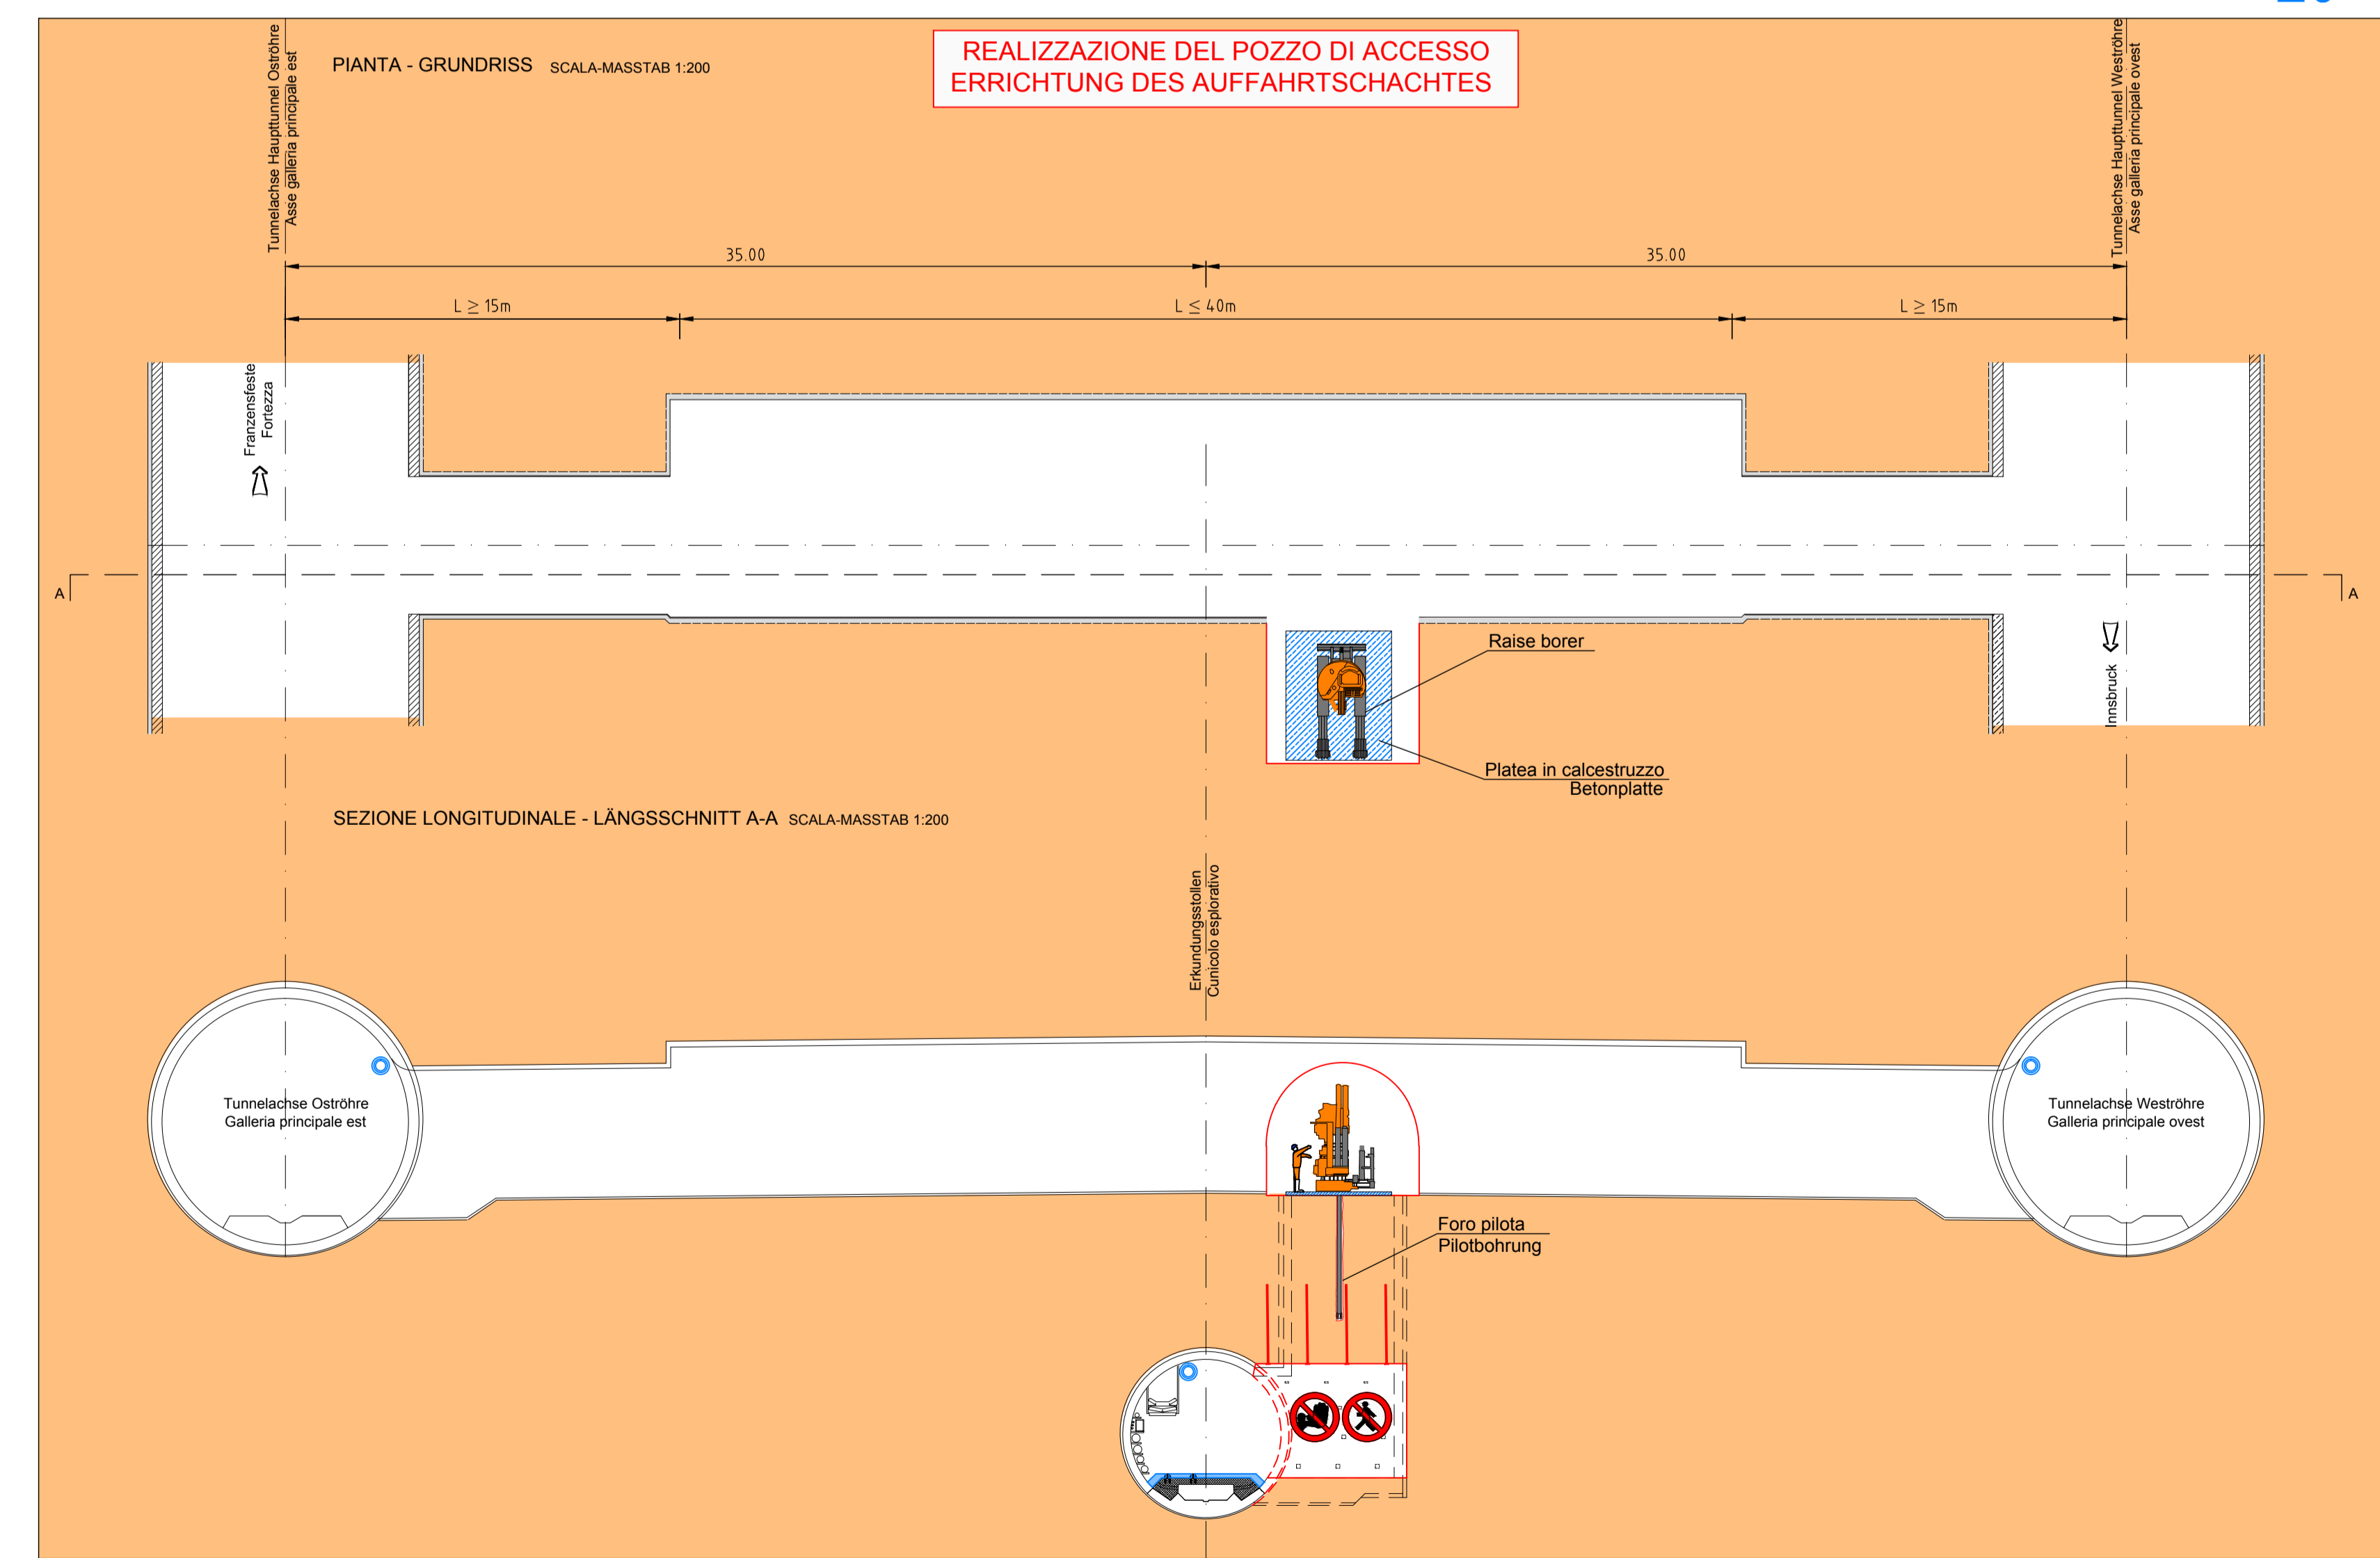 REALIZZAZIONE DEL POZZO DI ACCESSO
ERRICHTUNG DES AUFFAHRTSCHACHTES
PIANTA - GRUNDRISS SCALA-MASSTAB 1:200
Tunnelachse Haupttunnel Oströhre
Asse galleria principale est
Tunnelachse Haupttunnel Weströhre
Asse galleria principale ovest
35.00
35.00
L ≥ 15m
L ≤ 40m
L ≥ 15m
Franzensfeste
Fortezza
A
A
Raise borer
Innsbruck
Platea in calcestruzzo
Betonplatte
SEZIONE LONGITUDINALE - LÄNGSSCHNITT A-A SCALA-MASSTAB 1:200
Erkundungsstollen
Cunicolo esplorativo
Tunnelachse Oströhre
Galleria principale est
Tunnelachse Weströhre
Galleria principale ovest
Foro pilota
Pilotbohrung